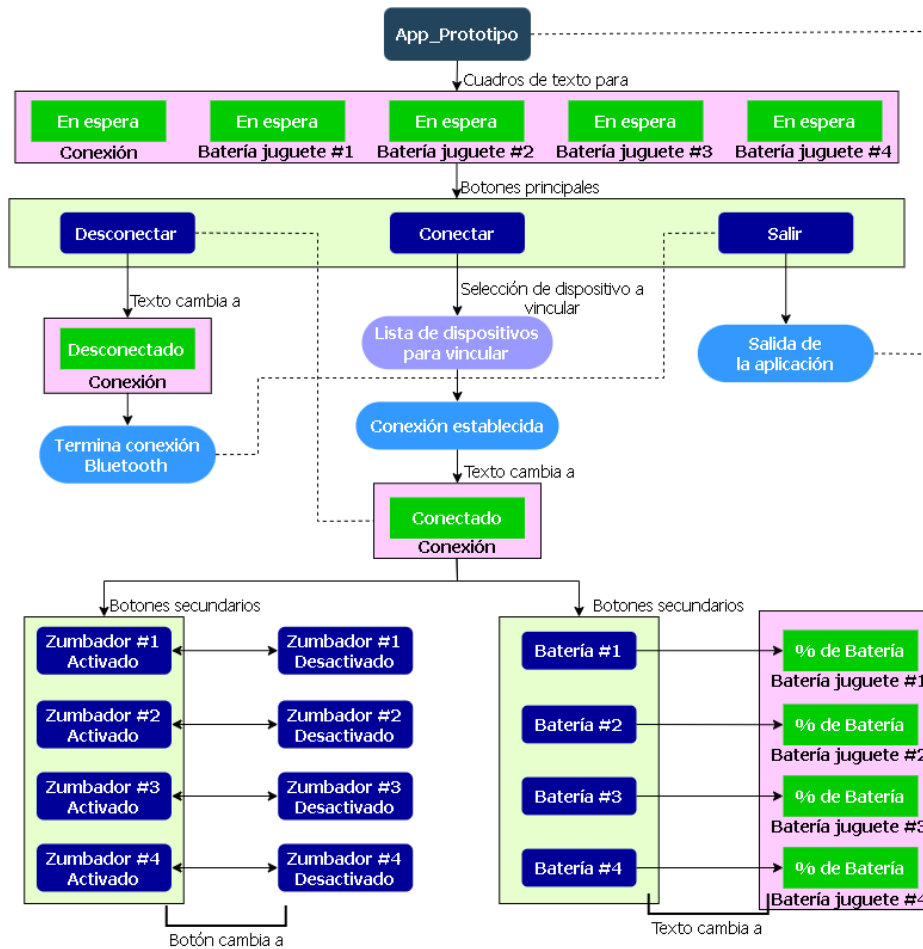 App_Prototipo
Cuadros de texto para
En espera
Conexión
En espera
Batería juguete #1
En espera
Batería juguete #2
En espera
Batería juguete #3
En espera
Batería juguete #4
Botones principales
Desconectar
Conectar
Salir
Texto cambia a
Selección de dispositivo a
vincular
Desconectado
Conexión
Lista de dispositivos
para vincular
Salida de
la aplicación
Termina conexión
Bluetooth
Conexión establecida
Texto cambia a
Conectado
Conexión
Botones secundarios
Zumbador #1
Activado
Zumbador #1
Desactivado
Zumbador #2
Activado
Zumbador #2
Desactivado
Zumbador #3
Activado
Zumbador #3
Desactivado
Zumbador #4
Activado
Zumbador #4
Desactivado
Botón cambia a
Botones secundarios
Batería #1
% de Batería
Batería juguete #1
Batería #2
% de Batería
Batería juguete #2
Batería #3
% de Batería
Batería juguete #3
Batería #4
% de Batería
Batería juguete #4
Texto cambia a